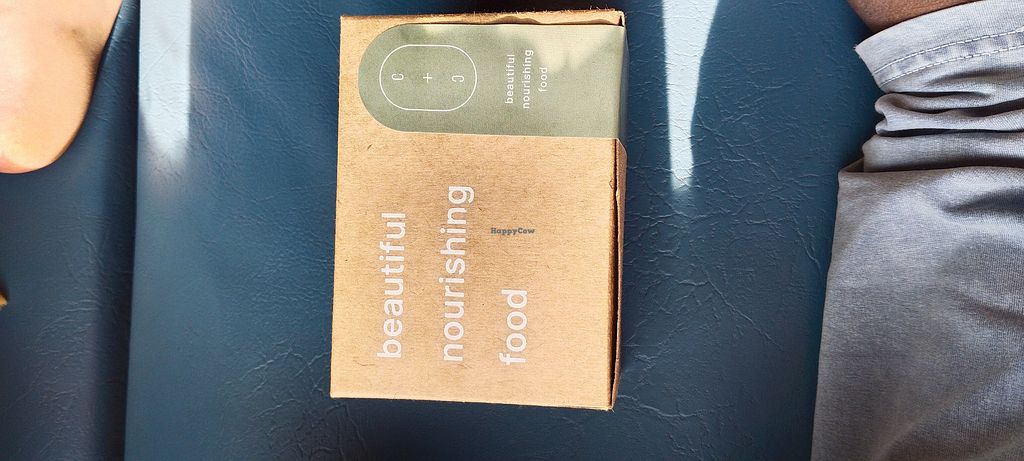 C + C
beautiful
nourishing
food
beautiful
nourishing
food
HappyCow